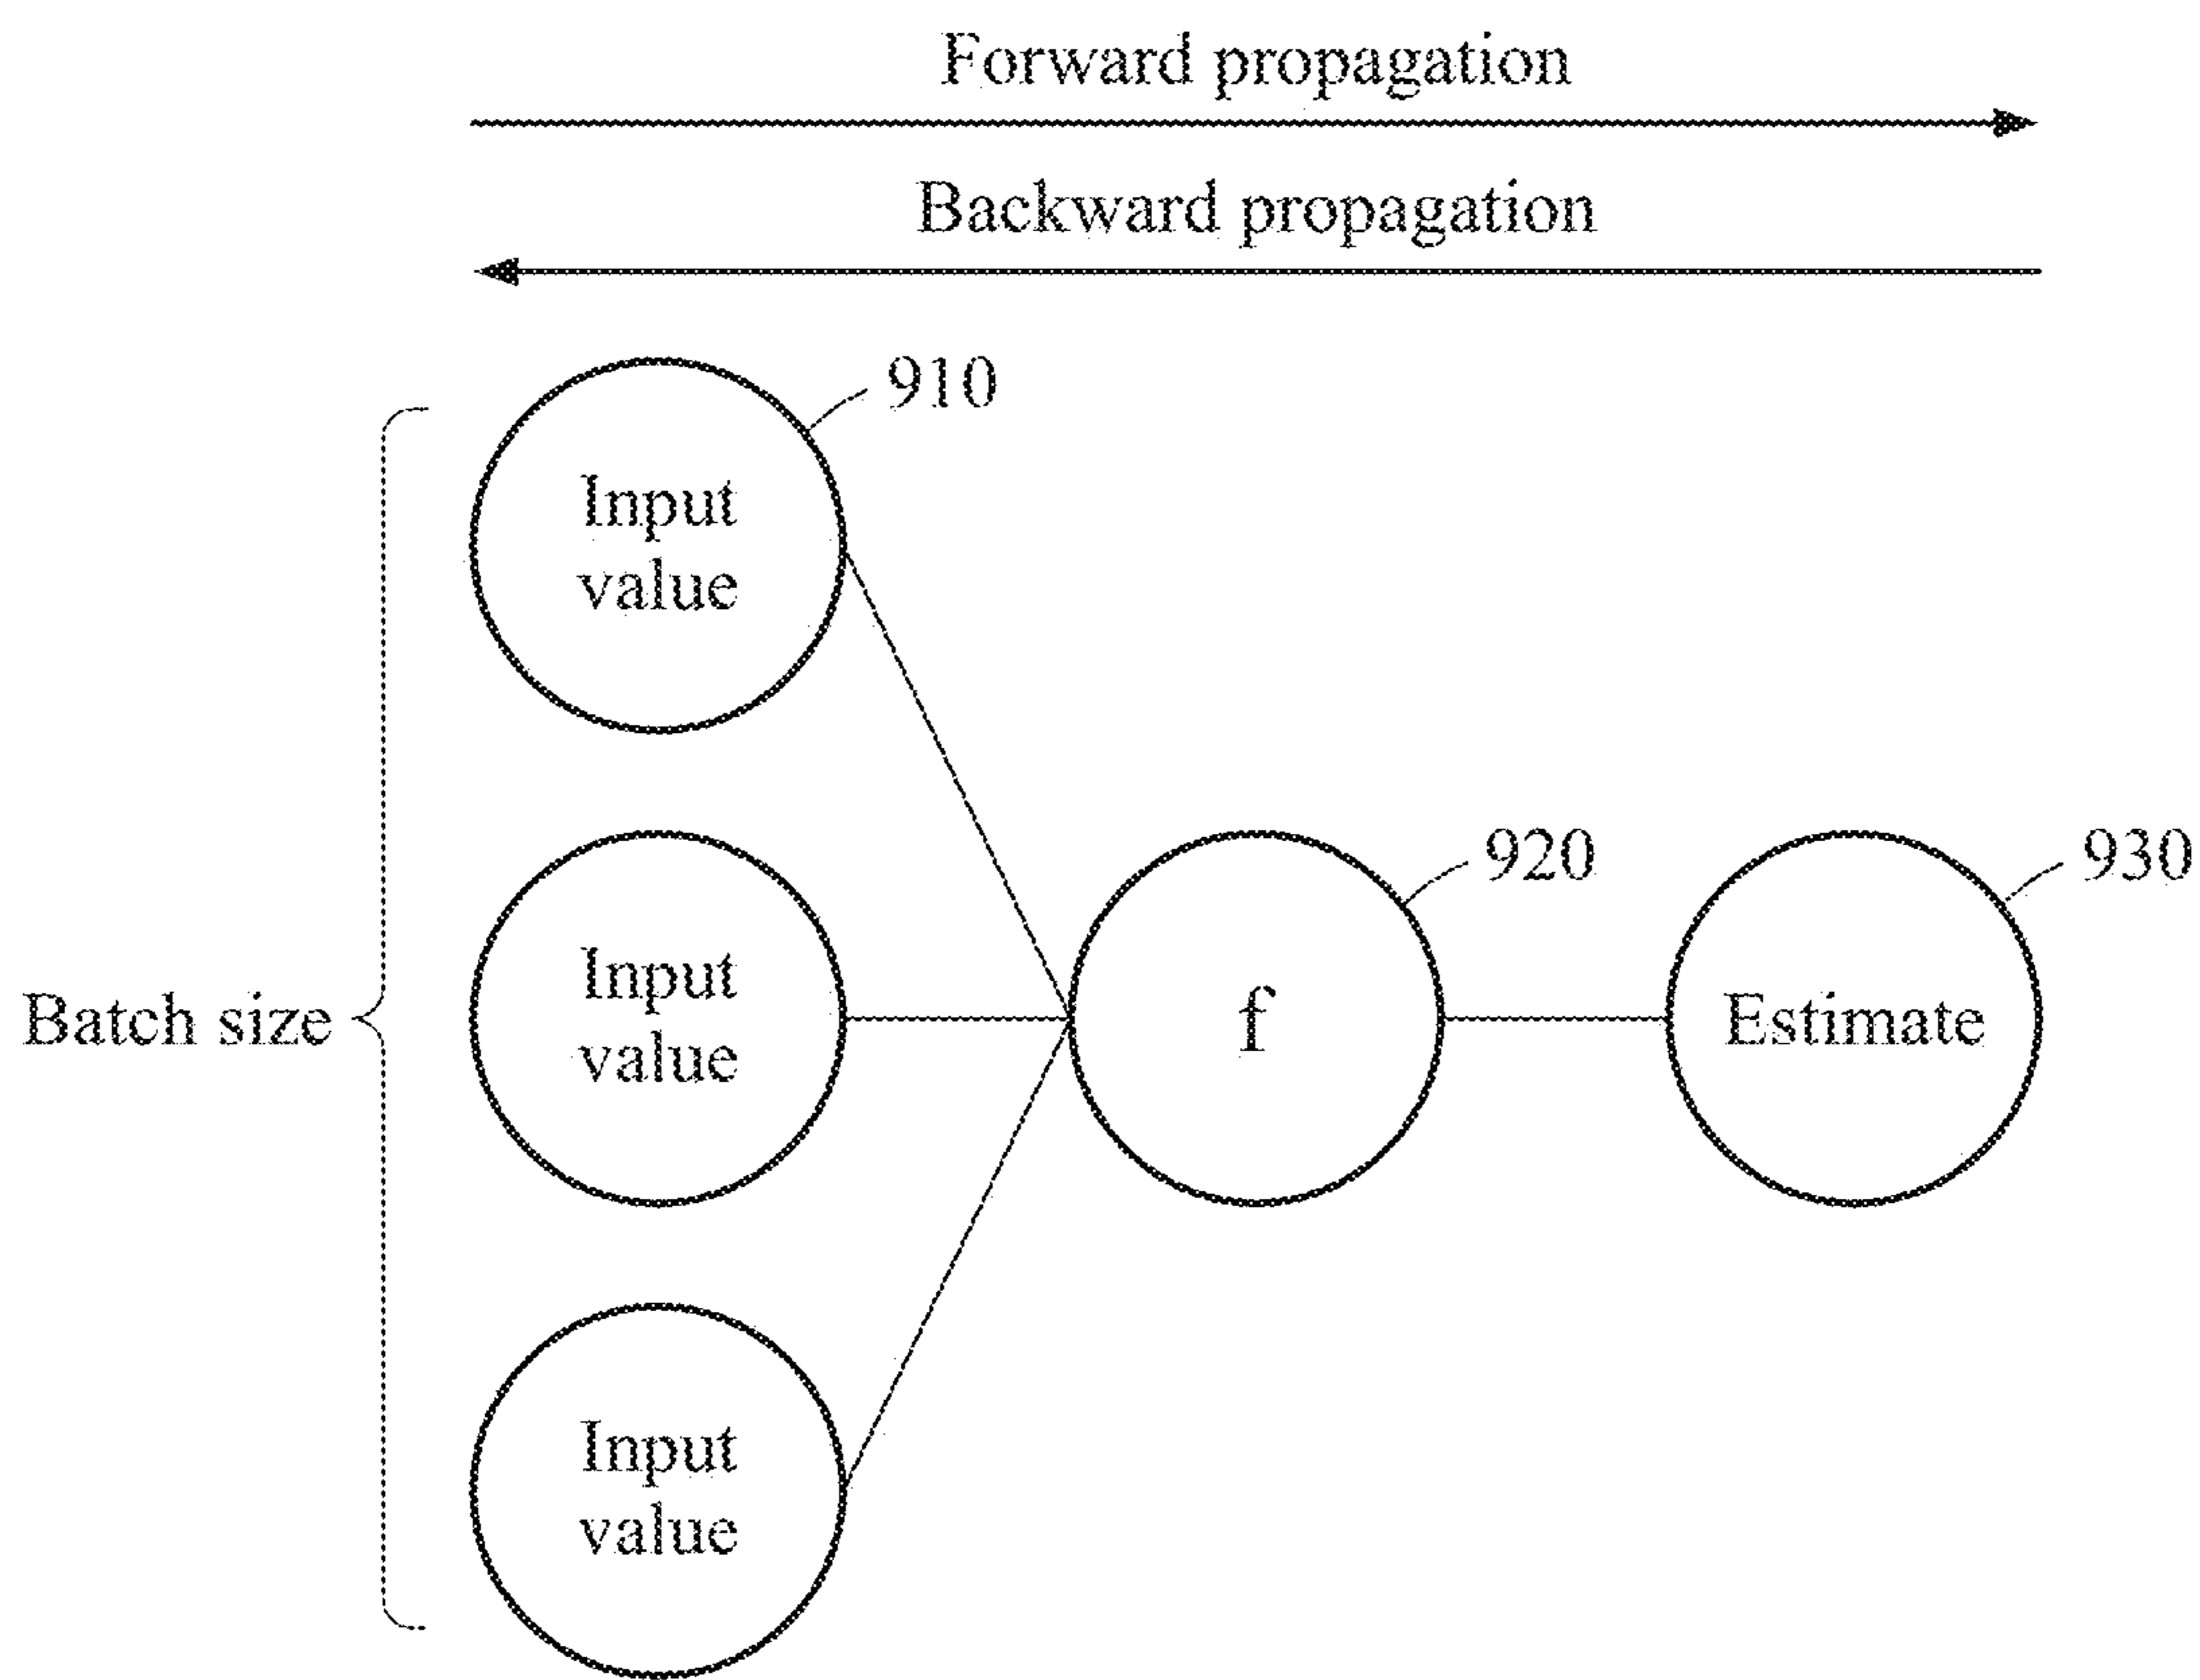 Forward propagation
Backward propagation
910
Input
value
920
930
Batch size
Input
value
f
Estimate
Input
value